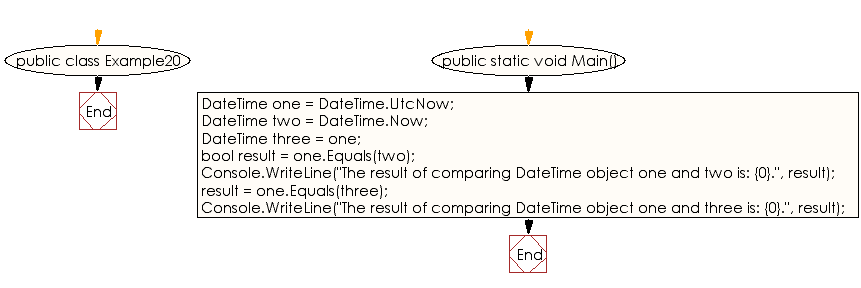 public class Example20
End
public static void Main()
DateTime one = DateTime.UtcNow;
DateTime two = DateTime.Now;
DateTime three = one;
bool result = one.Equals(two);
Console.WriteLine("The result of comparing DateTime object one and two is: {0}.", result);
result = one.Equals(three);
Console.WriteLine("The result of comparing DateTime object one and three is: {0}.", result);
End